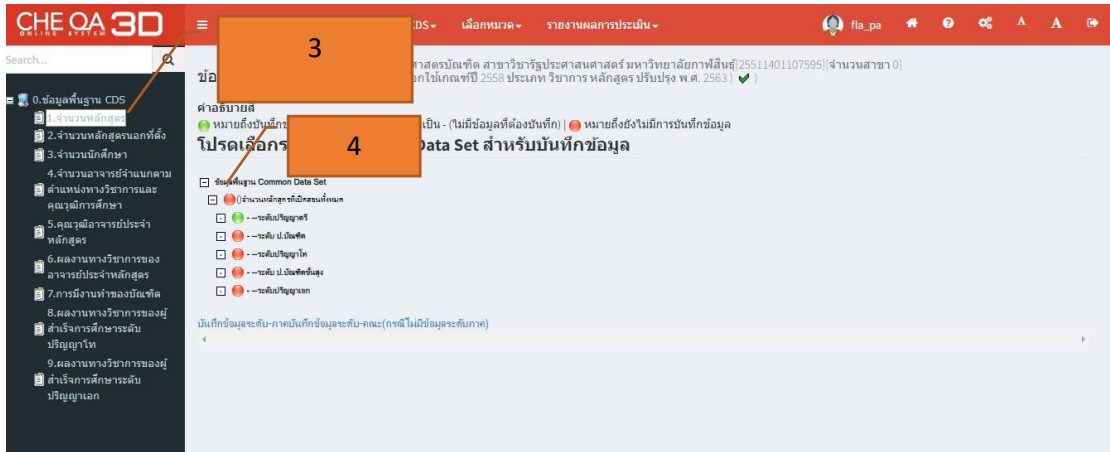 CHE QA 3D
ONLINE SYSTEM
CDS
เลือกหมวด
รายงานผลการประเมิน
fla_pa
A
A
Search...
3
าศาสตรบัณฑิต สาขาวิชารัฐประศาสนศาสตร์ มหาวิทยาลัยกาฬสินธุ์[25511401107595][จำนวนสาขา 0]
ข้อ
อกใช้เกณฑ์ปี 2558 ประเภท วิชาการ หลักสูตร ปรับปรุง พ.ศ. 2563 ) )
0.ข้อมูลพื้นฐาน CDS
1.จำนวนหลักสูตร
2.จำนวนหลักสูตรนอกที่ตั้ง
3.จำนวนนักศึกษา
4.จำนวนอาจารย์จำแนกตาม
ตำแหน่งทางวิชาการและ
คุณวุฒิการศึกษา
5.คุณวุฒิอาจารย์ประจำ
หลักสูตร
6.ผลงานทางวิชาการของ
อาจารย์ประจำหลักสูตร
7.การมีงานทำของบัณฑิต
8.ผลงานทางวิชาการของผู้
สำเร็จการศึกษาระดับ
ปริญญาโท
9.ผลงานทางวิชาการของผู้
สำเร็จการศึกษาระดับ
ปริญญาเอก
คำอธิบายสี
หมายถึงบันทึกข เป็น - (ไม่มีข้อมูลที่ต้องบันทึก) | หมายถึงยังไม่มีการบันทึกข้อมูล
4
โปรดเลือกร Data Set สำหรับบันทึกข้อมูล
ข้อมูลพื้นฐาน Common Data Set
()จำนวนหลักสูตรที่เปิดสอนทั้งหมด
- --ระดับปริญญาตรี
- --ระดับ ป.บัณฑิต
- --ระดับปริญญาโท
- --ระดับ ป.บัณฑิตชั้นสูง
- --ระดับปริญญาเอก
บันทึกข้อมูลระดับ-ภาคบันทึกข้อมูลระดับ-คณะ(กรณีไม่มีข้อมูลระดับภาค)